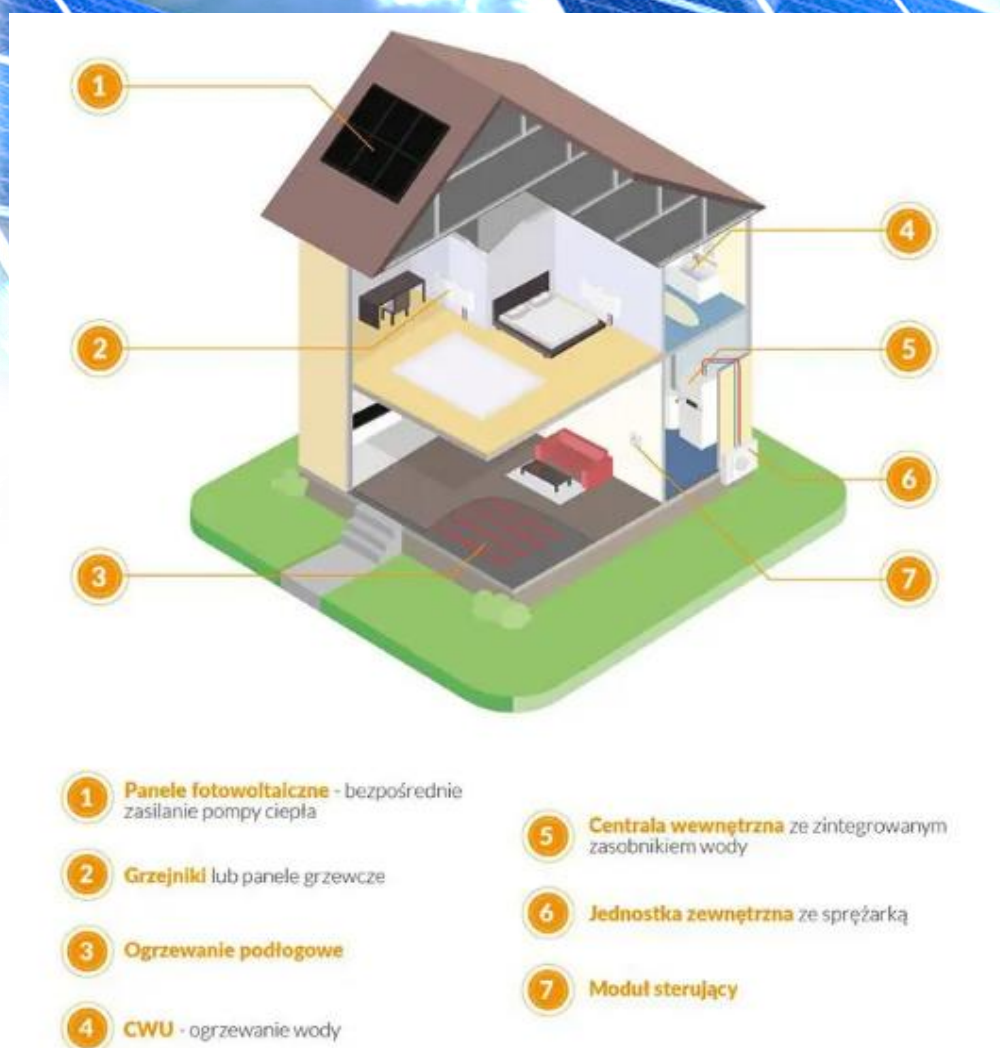 1
2
3
4
5
6
7
1 Panele fotowoltaiczne - bezpośrednie
zasilanie pompy ciepła
2 Grzejniki lub panele grzewcze
3 Ogrzewanie podłogowe
4 CWU - ogrzewanie wody
5 Centrala wewnętrzna ze zintegrowanym
zasobnikiem wody
6 Jednostka zewnętrzna ze sprężarką
7 Moduł sterujący